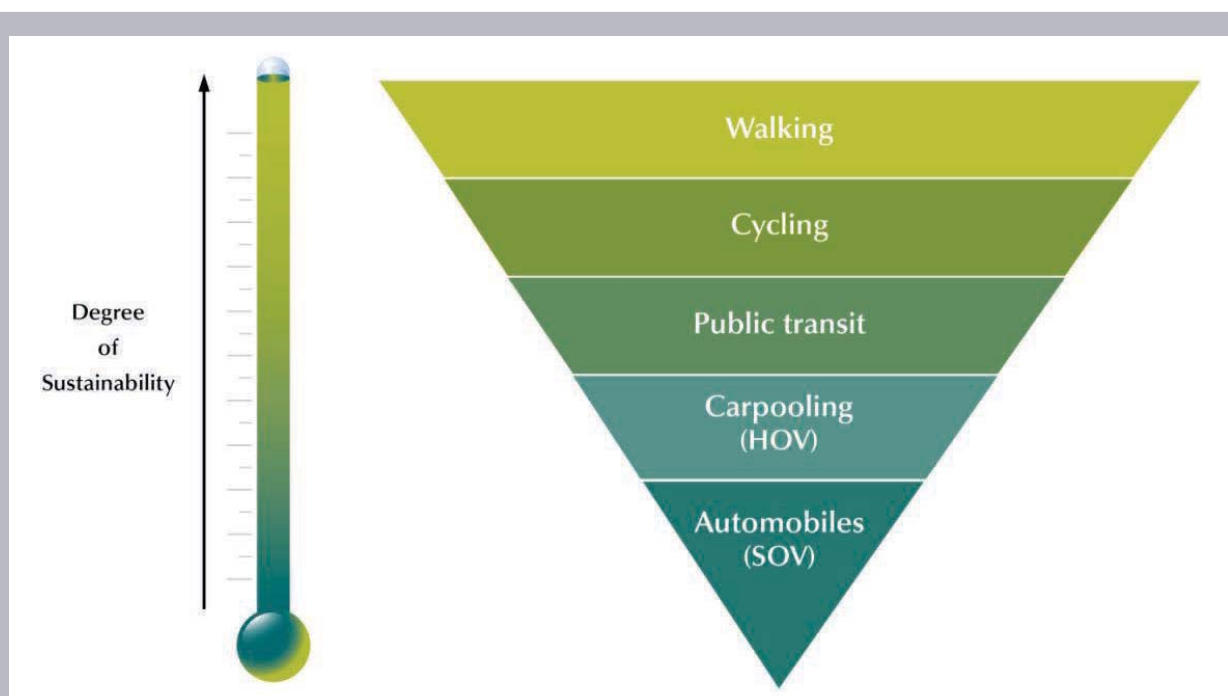 Degree
of
Sustainability
Walking
Cycling
Public transit
Carpooling
(HOV)
Automobiles
(SOV)